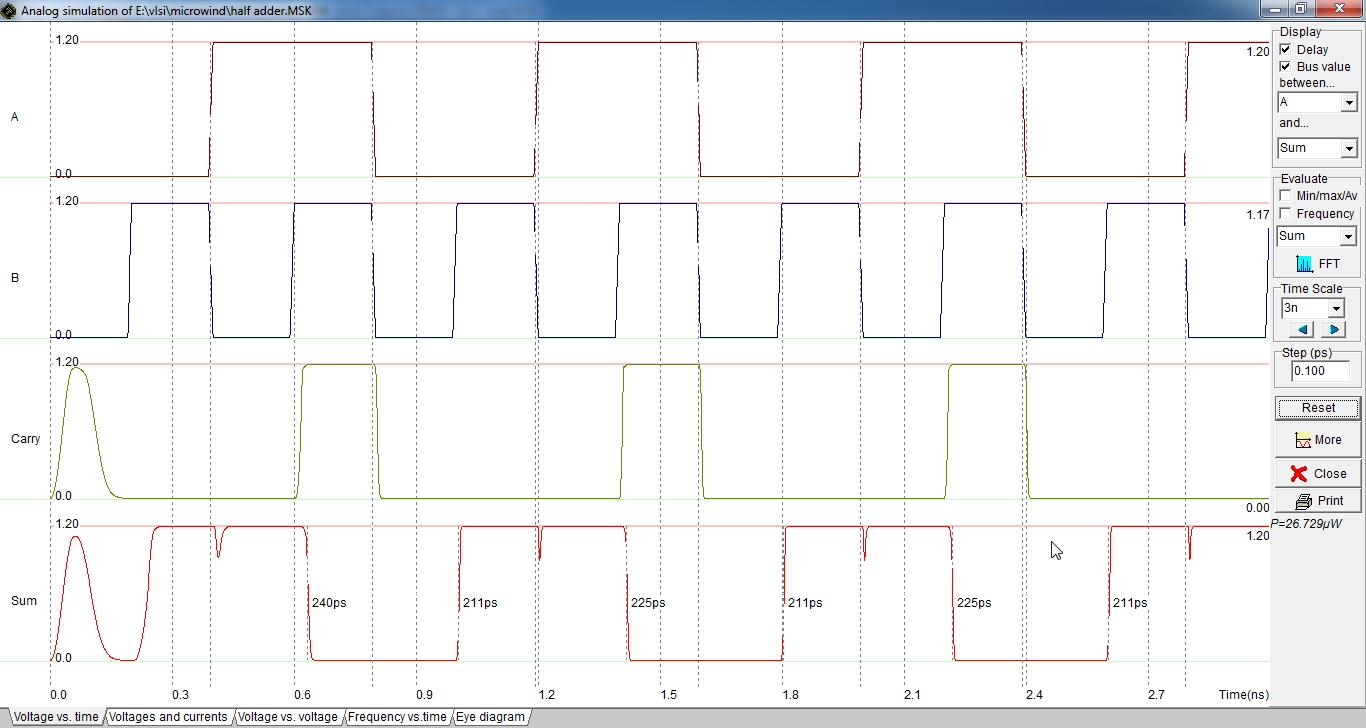 Analog simulation of E:\vlsi\microwind\half adder.MSK
1.20
1.20
A
0.0
1.20
1.17
B
0.0
1.20
Carry
0.0
0.00
1.20
1.20
Sum
240ps
211ps
225ps
211ps
225ps
211ps
0.0
0.0 0.3 0.6 0.9 1.2 1.5 1.8 2.1 2.4 2.7 Time(ns)
Display
Delay
Bus value
between...
A
and...
Sum
Evaluate
Min/max/Av
Frequency
Sum
FFT
Time Scale
3n
Step (ps)
0.100
Reset
More
Close
Print
P=26.729µW
Voltage vs. time Voltages and currents Voltage vs. voltage Frequency vs.time Eye diagram